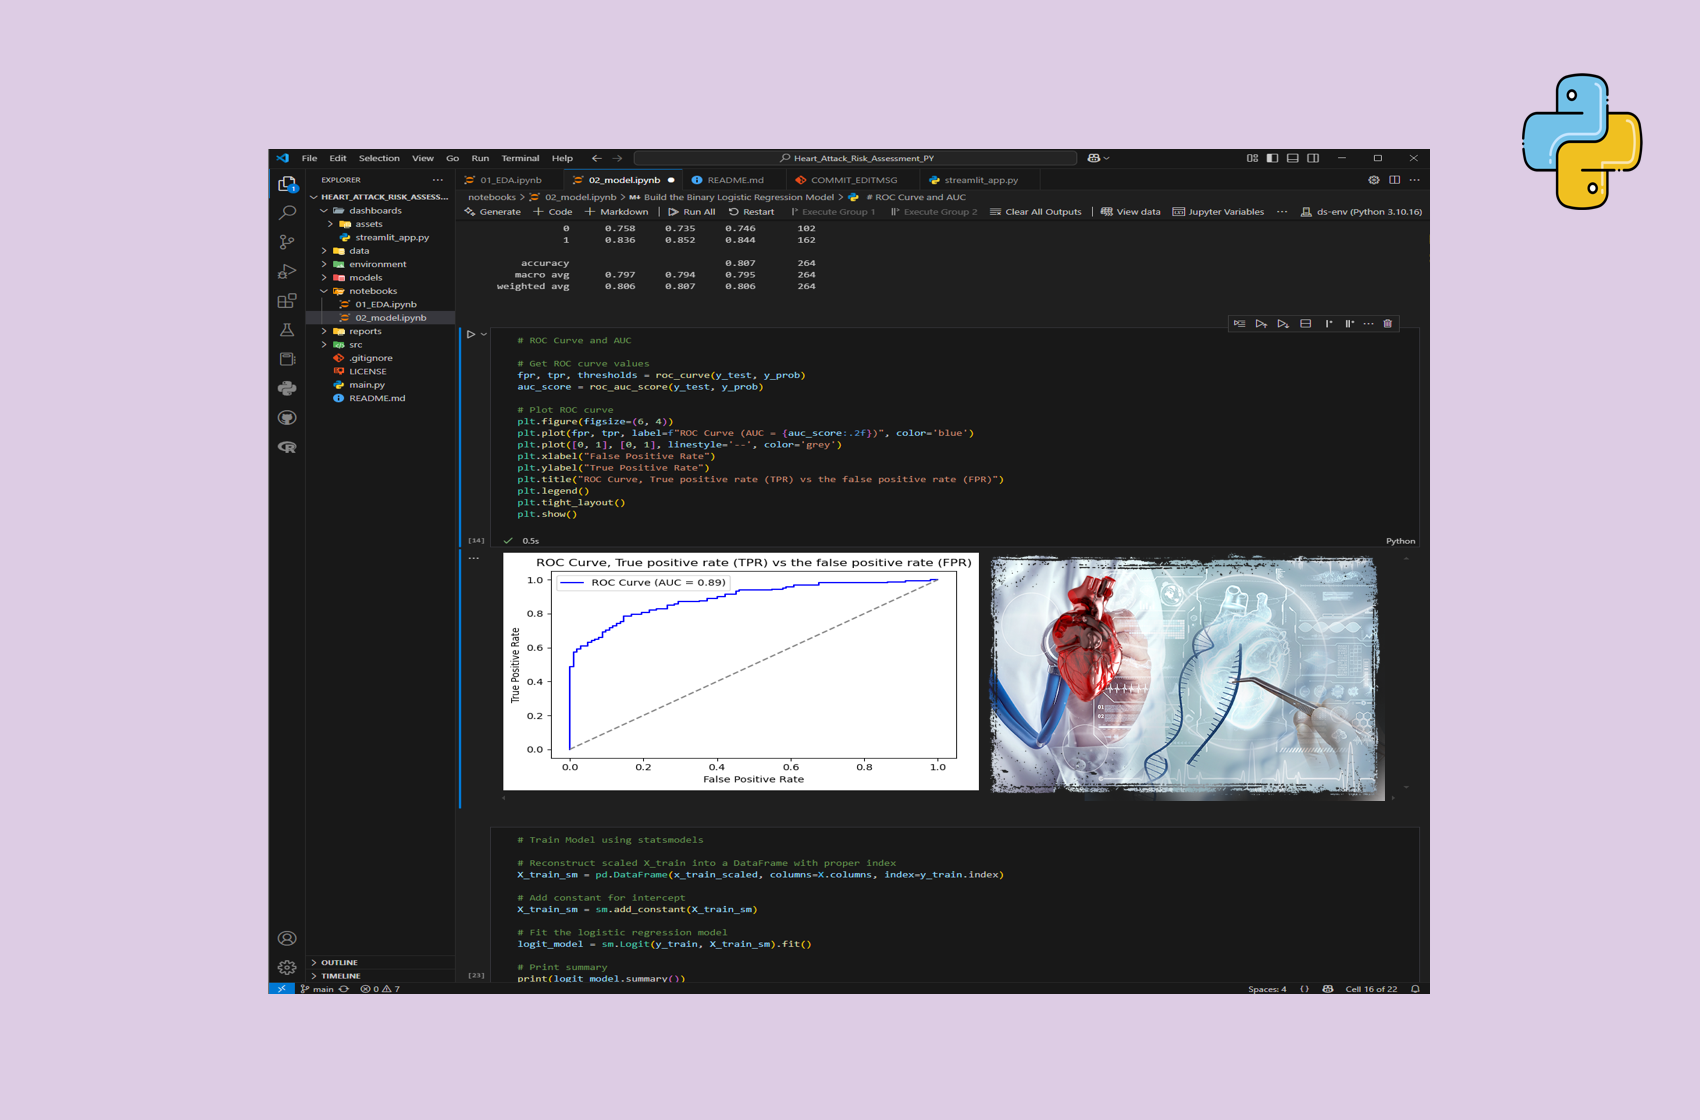 File Edit Selection View Go Run Terminal Help
Heart_Attack_Risk_Assessment_PY
EXPLORER
1
HEART_ATTACK_RISK_ASSESS...
dashboards
assets
streamlit_app.py
data
environment
models
notebooks
01_EDA.ipynb
02_model.ipynb
reports
src
.gitignore
LICENSE
main.py
README.md
OUTLINE
TIMELINE
01_EDA.ipynb 02_model.ipynb README.md COMMIT_EDITMSG streamlit_app.py
notebooks > 02_model.ipynb > M↓ Build the Binary Logistic Regression Model > # ROC Curve and AUC
Generate + Code + Markdown Run All Restart Execute Group 1 Execute Group 2 Clear All Outputs View data Jupyter Variables ... ds-env (Python 3.10.16)
0 0.758 0.735 0.746 102
1 0.836 0.852 0.844 162
accuracy 0.807 264
macro avg 0.797 0.794 0.795 264
weighted avg 0.806 0.807 0.806 264
# ROC Curve and AUC
# Get ROC curve values
fpr, tpr, thresholds = roc_curve(y_test, y_prob)
auc_score = roc_auc_score(y_test, y_prob)
# Plot ROC curve
plt.figure(figsize=(6, 4))
plt.plot(fpr, tpr, label=f"ROC Curve (AUC = {auc_score:.2f})", color='blue')
plt.plot([0, 1], [0, 1], linestyle='--', color='grey')
plt.xlabel("False Positive Rate")
plt.ylabel("True Positive Rate")
plt.title("ROC Curve, True positive rate (TPR) vs the false positive rate (FPR)")
plt.legend()
plt.tight_layout()
plt.show()
[14] 0.5s Python
ROC Curve, True positive rate (TPR) vs the false positive rate (FPR)
ROC Curve (AUC = 0.89)
True Positive Rate
1.0
0.8
0.6
0.4
0.2
0.0
0.0 0.2 0.4 0.6 0.8 1.0
False Positive Rate
01
02
# Train Model using statsmodels
# Reconstruct scaled X_train into a DataFrame with proper index
X_train_sm = pd.DataFrame(x_train_scaled, columns=X.columns, index=y_train.index)
# Add constant for intercept
X_train_sm = sm.add_constant(X_train_sm)
# Fit the logistic regression model
logit_model = sm.Logit(y_train, X_train_sm).fit()
# Print summary
print(logit_model.summary())
[23]
main 0 7 Spaces: 4 {} Cell 16 of 22